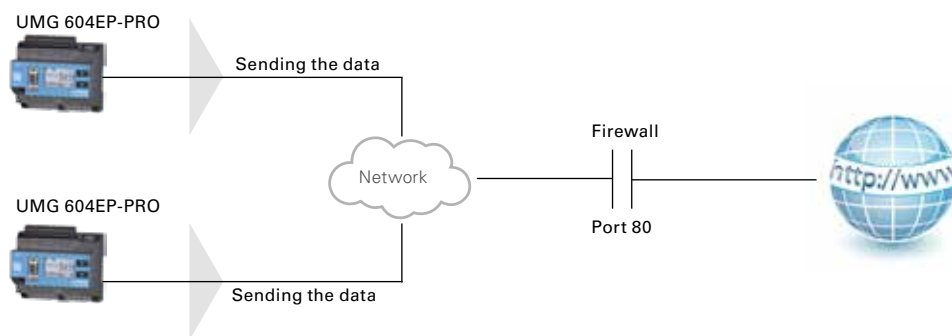 UMG 604EP-PRO
Sending the data
Firewall
Network
http://www
UMG 604EP-PRO
Port 80
Sending the data